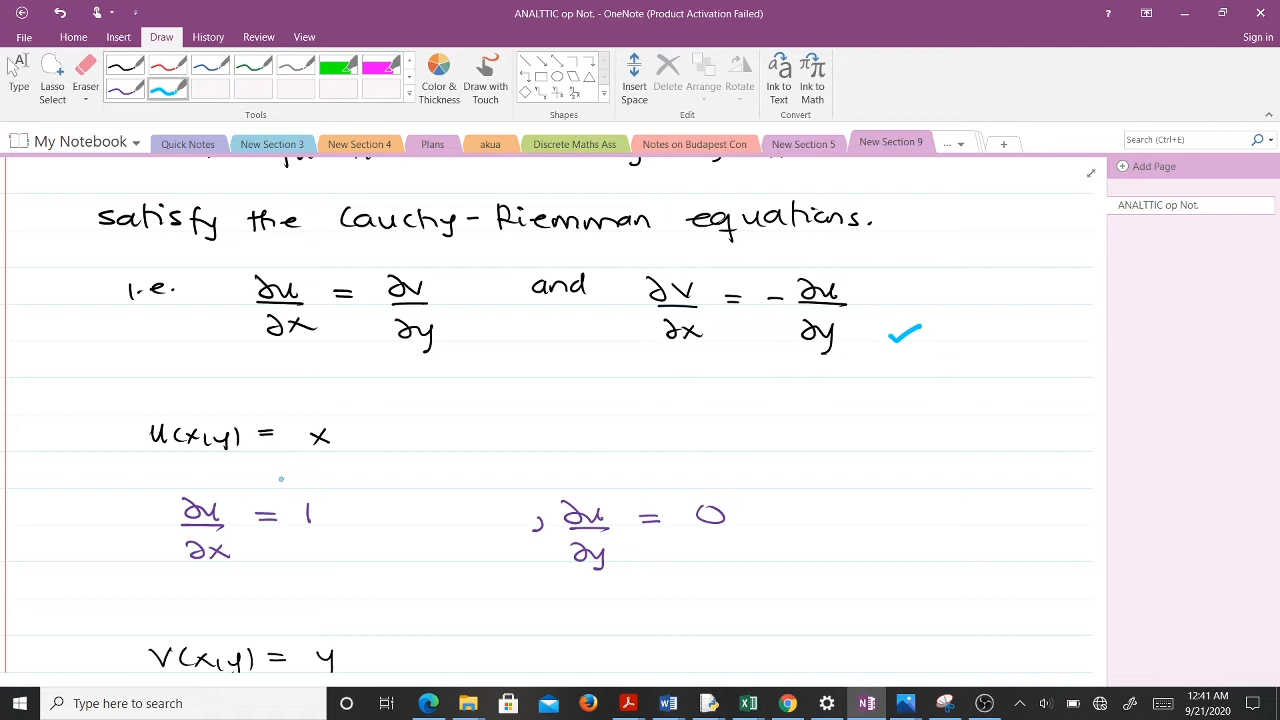 ANALTTIC op Not. - OneNote (Product Activation Failed)
File Home Insert Draw History Review View
Sign in
Type Lasso Select Eraser Color & Thickness Draw with Touch Insert Space Delete Arrange Rotate Ink to Text Ink to Math
Tools Shapes Edit Convert
My Notebook Quick Notes New Section 3 New Section 4 Plans akua Discrete Maths Ass Notes on Budapest Con New Section 5 New Section 9 ... Search (Ctrl+E)
Add Page
ANALTTIC op Not.
satisfy the Cauchy-Riemman equations.
i.e. ∂u/∂x = ∂v/∂y and ∂v/∂x = - ∂u/∂y ✓
u(x,y) = x
∂u/∂x = 1 , ∂u/∂y = 0
v(x,y) = y
Type here to search
12:41 AM
9/21/2020